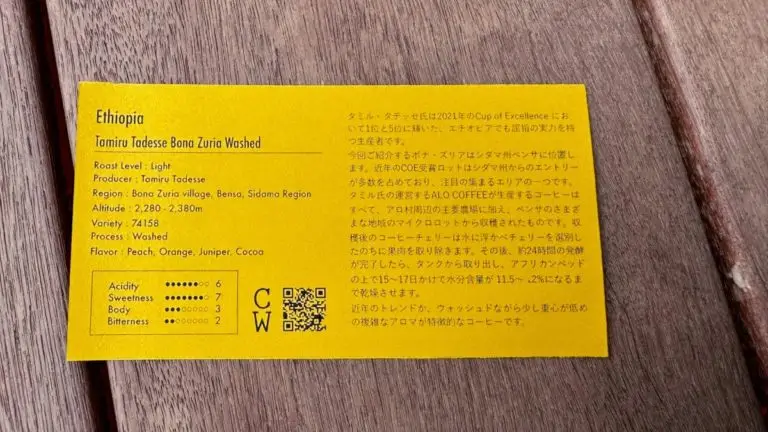 Ethiopia
Tamiru Tadesse Bona Zuria Washed
Roast Level : Light
Producer : Tamiru Tadesse
Region : Bona Zuria village, Bensa, Sidama Region
Altitude : 2,280 - 2,380m
Variety : 74158
Process : Washed
Flavor : Peach, Orange, Juniper, Cocoa
Acidity 6
Sweetness 7
Body 3
Bitterness 2
C
W
タミル・タデッセ氏は2021年のCup of Excellence にお
いて1位と5位に輝いた、エチオピアでも屈指の実力を持
つ生産者です。
今回ご紹介するボナ・ズリアはシダマ州ベンサに位置し
ます。近年のCOE受賞ロットはシダマ州からのエントリー
が多数を占めており、注目の集まるエリアの一つです。
タミル氏の運営するALO COFFEEが生産するコーヒーは
すべて、アロ村周辺の主要農場に加え、ベンサのさまざ
まな地域のマイクロロットから収穫されたものです。収
穫後のコーヒーチェリーは水に浮かべチェリーを選別し
たのちに果肉を取り除きます。その後、約24時間の発酵
が完了したら、タンクから取り出し、アフリカンベッド
の上で15〜17日かけて水分含量が 11.5〜 2%になるま
で乾燥させます。
近年のトレンドか、ウォッシュドながら少し重心が低め
の複雑なアロマが特徴的なコーヒーです。